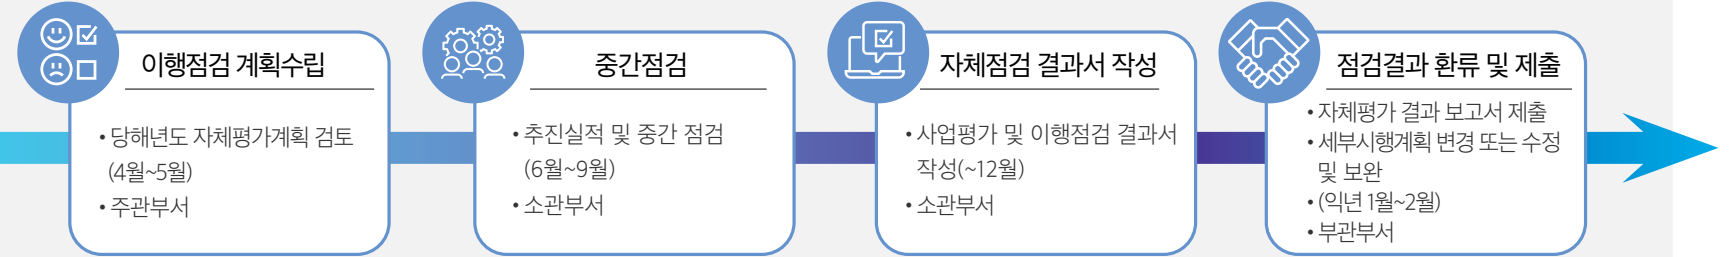 이행점검 계획수립
• 당해년도 자체평가계획 검토
(4월~5월)
• 주관부서
중간점검
• 추진실적 및 중간 점검
(6월~9월)
• 소관부서
자체점검 결과서 작성
• 사업평가 및 이행점검 결과서
작성(~12월)
• 소관부서
점검결과 환류 및 제출
• 자체평가 결과 보고서 제출
• 세부시행계획 변경 또는 수정
및 보완
• (익년 1월~2월)
• 부관부서